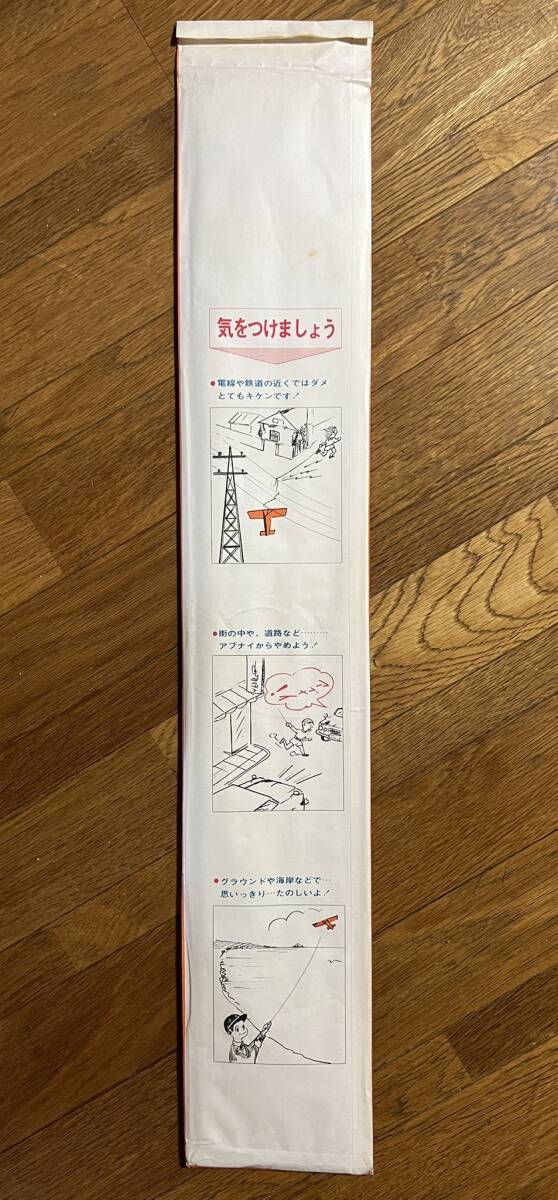 気をつけましょう
●電線や鉄道の近くではダメ
とてもキケンです!
●街の中や、道路など………
アブナイからやめよう!
●グラウンドや海岸などで…
思いっきり…たのしいよ!